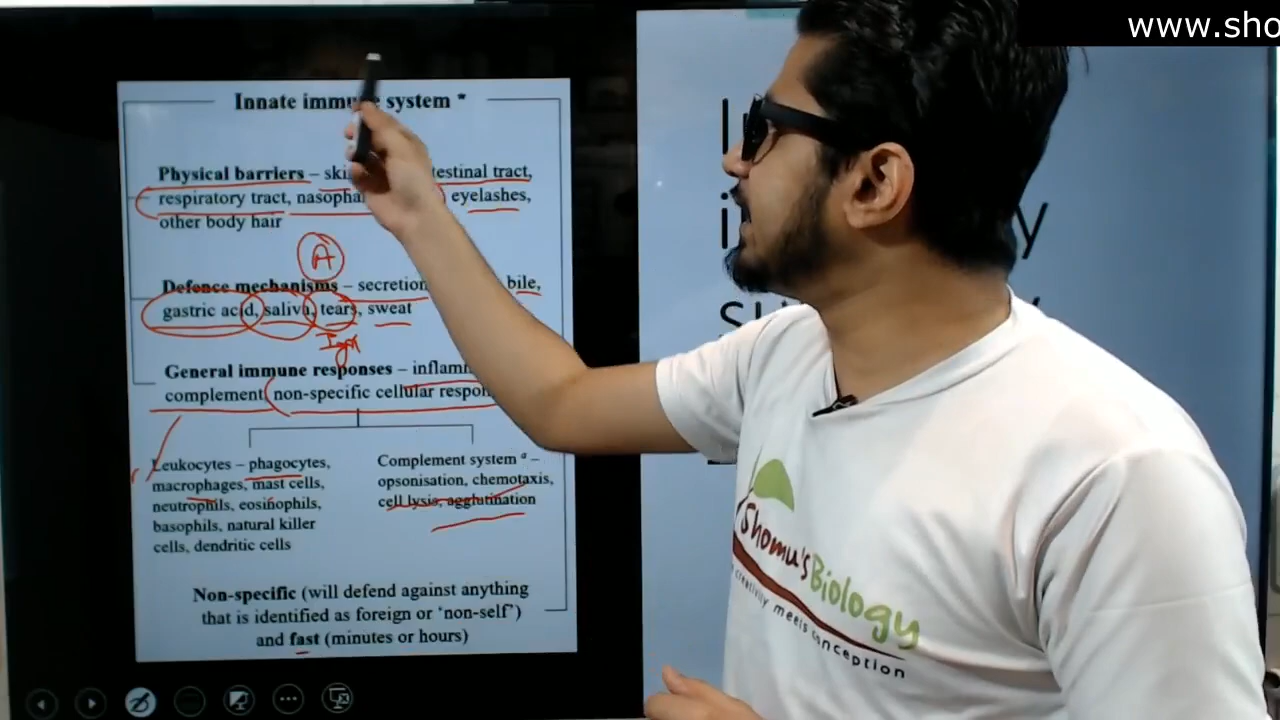 www.sho
Innate immune system *
Physical barriers – skin testinal tract,
respiratory tract, nasopha eyelashes,
other body hair
A
Defence mechanisms – secretion bile,
gastric acid, saliva, tears, sweat
IgA
General immune responses – inflamm
complement non-specific cellular respon
Leukocytes – phagocytes,
macrophages, mast cells,
neutrophils, eosinophils,
basophils, natural killer
cells, dendritic cells
Complement system a –
opsonisation, chemotaxis,
cell lysis, agglutination
Non-specific (will defend against anything
that is identified as foreign or ‘non-self’)
and fast (minutes or hours)
Shomu's Biology
creativity meets conception